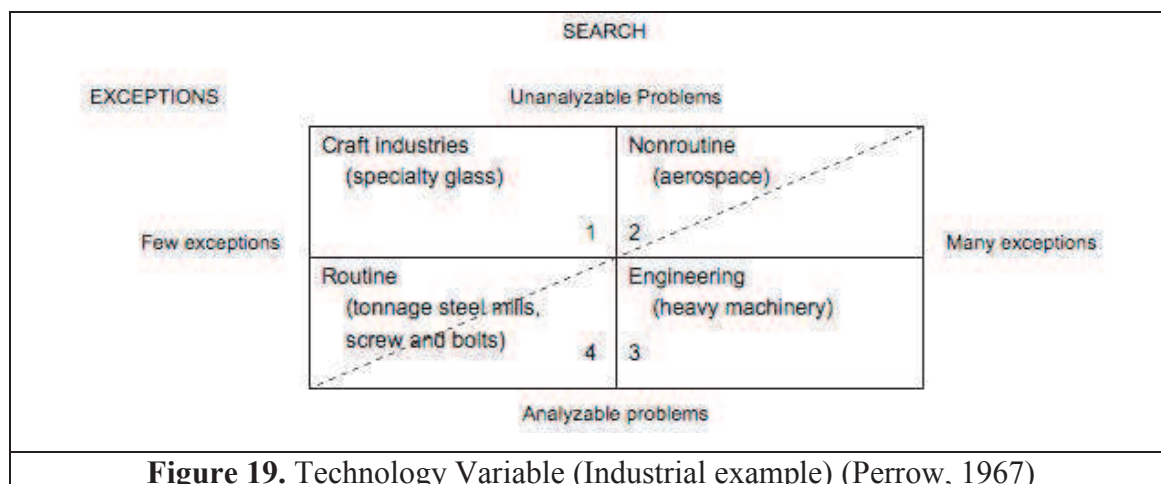 SEARCH
EXCEPTIONS
Unanalyzable Problems
Craft industries
(specialty glass)
1
Nonroutine
(aerospace)
2
Few exceptions
Many exceptions
Routine
(tonnage steel mills,
screw and bolts)
4
Engineering
(heavy machinery)
3
Analyzable problems
Figure 19. Technology Variable (Industrial example) (Perrow, 1967)